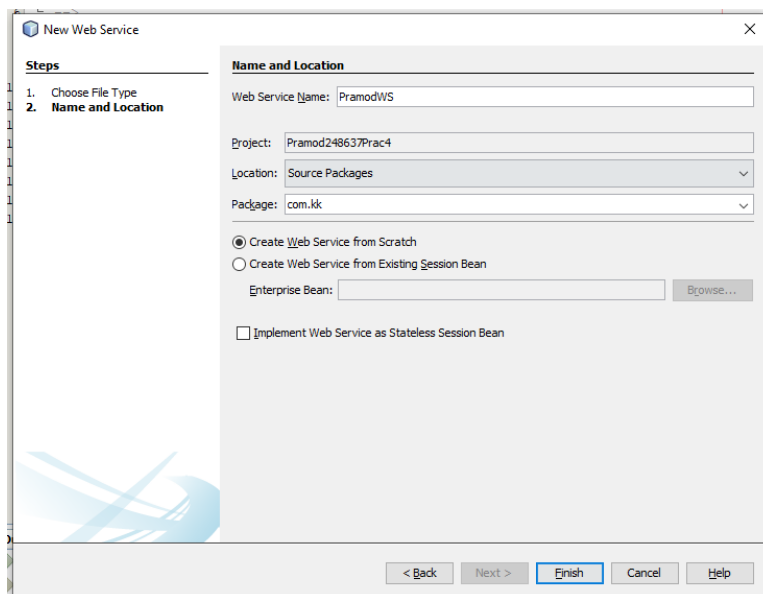 New Web Service
Steps
1. Choose File Type
2. Name and Location
Name and Location
Web Service Name: PramodWS
Project: Pramod248637Prac4
Location: Source Packages
Package: com.kk
Create Web Service from Scratch
Create Web Service from Existing Session Bean
Enterprise Bean:
Browse...
Implement Web Service as Stateless Session Bean
< Back
Next >
Finish
Cancel
Help